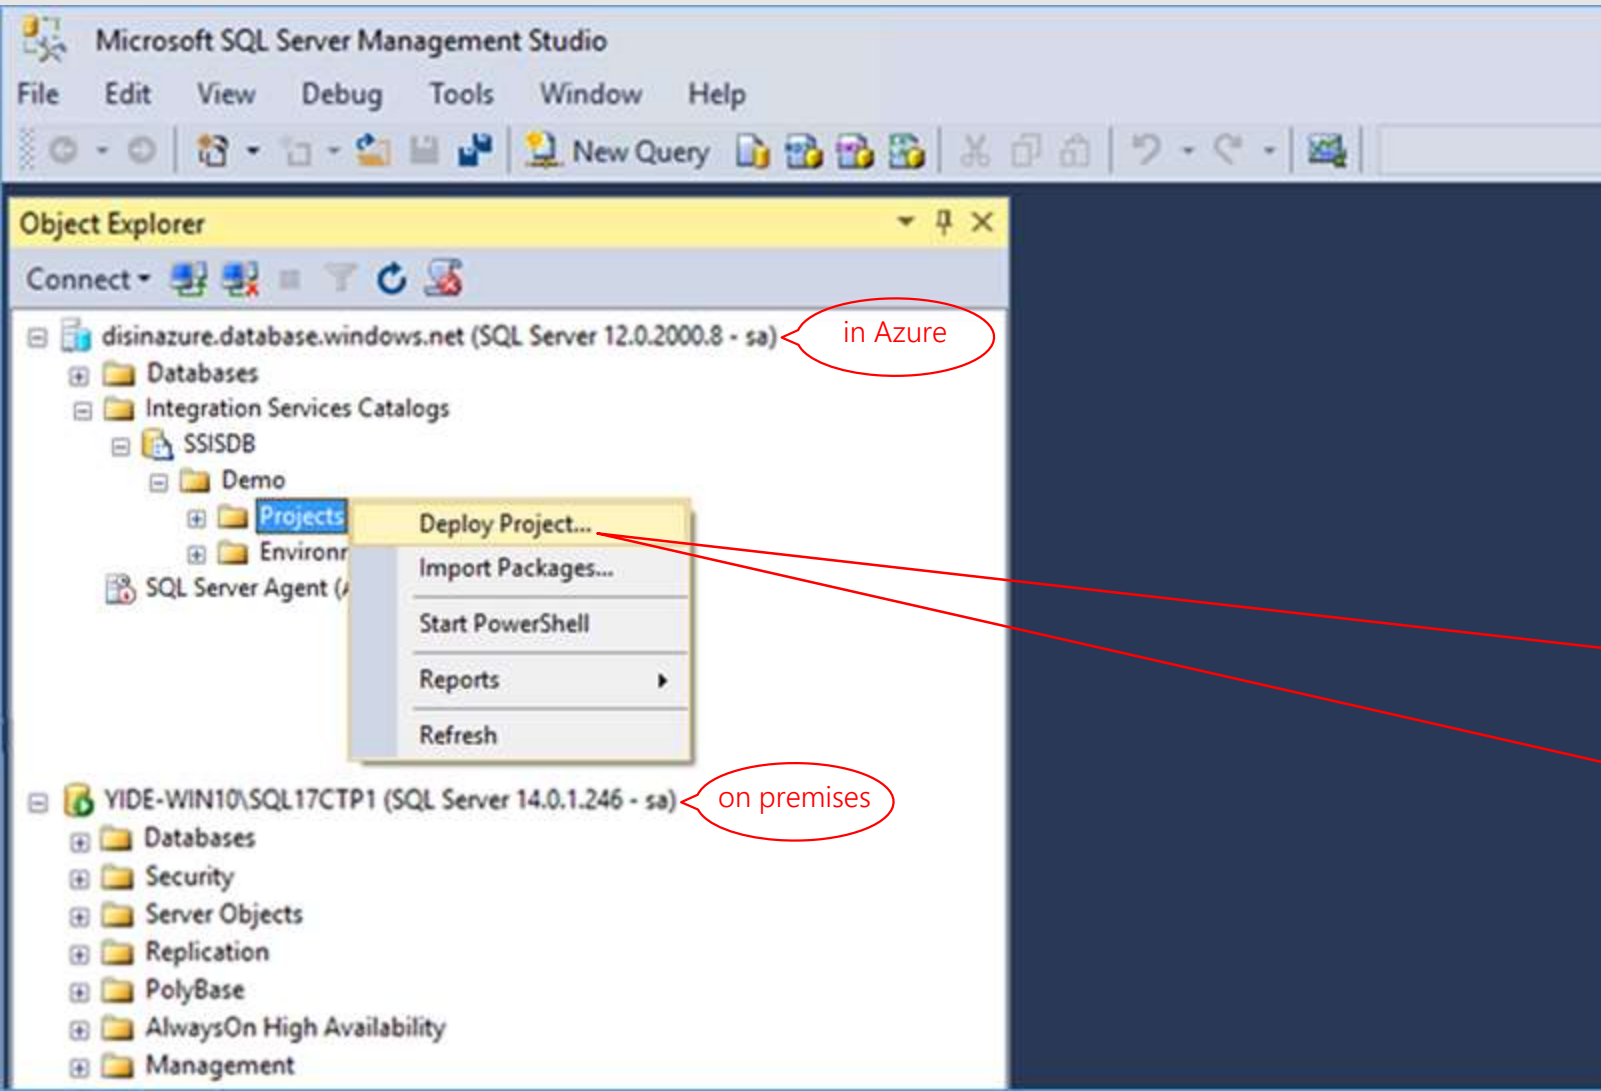 Microsoft SQL Server Management Studio
File Edit View Debug Tools Window Help
New Query
Object Explorer
Connect
disinazure.database.windows.net (SQL Server 12.0.2000.8 - sa)
in Azure
Databases
Integration Services Catalogs
SSISDB
Demo
Projects
Deploy Project...
Environr
Import Packages...
SQL Server Agent (
Start PowerShell
Reports
Refresh
YIDE-WIN10\SQL17CTP1 (SQL Server 14.0.1.246 - sa)
on premises
Databases
Security
Server Objects
Replication
PolyBase
AlwaysOn High Availability
Management